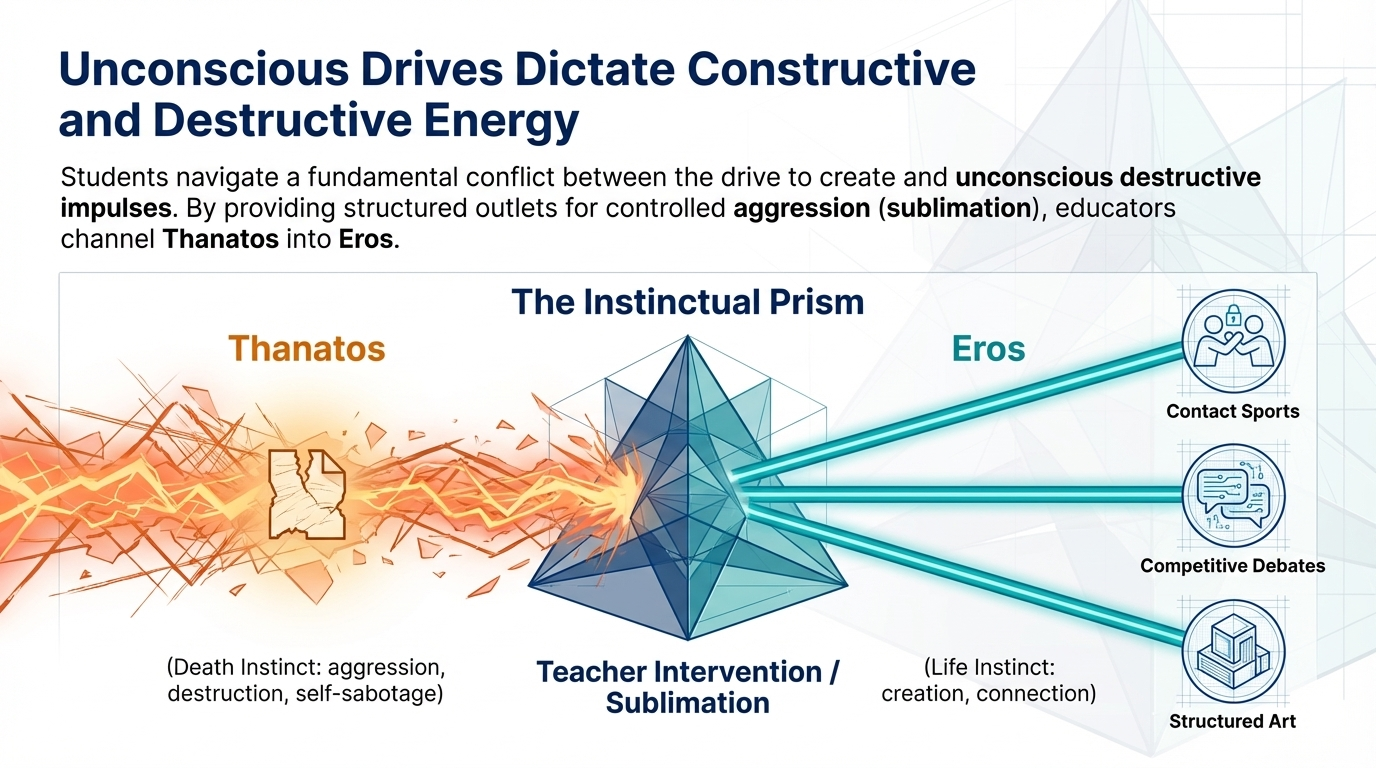 Unconscious Drives Dictate Constructive
and Destructive Energy
Students navigate a fundamental conflict between the drive to create and unconscious destructive
impulses. By providing structured outlets for controlled aggression (sublimation), educators
channel Thanatos into Eros.
The Instinctual Prism
Thanatos
Eros
Contact Sports
Competitive Debates
(Death Instinct: aggression,
destruction, self-sabotage)
Teacher Intervention /
Sublimation
(Life Instinct:
creation, connection)
Structured Art